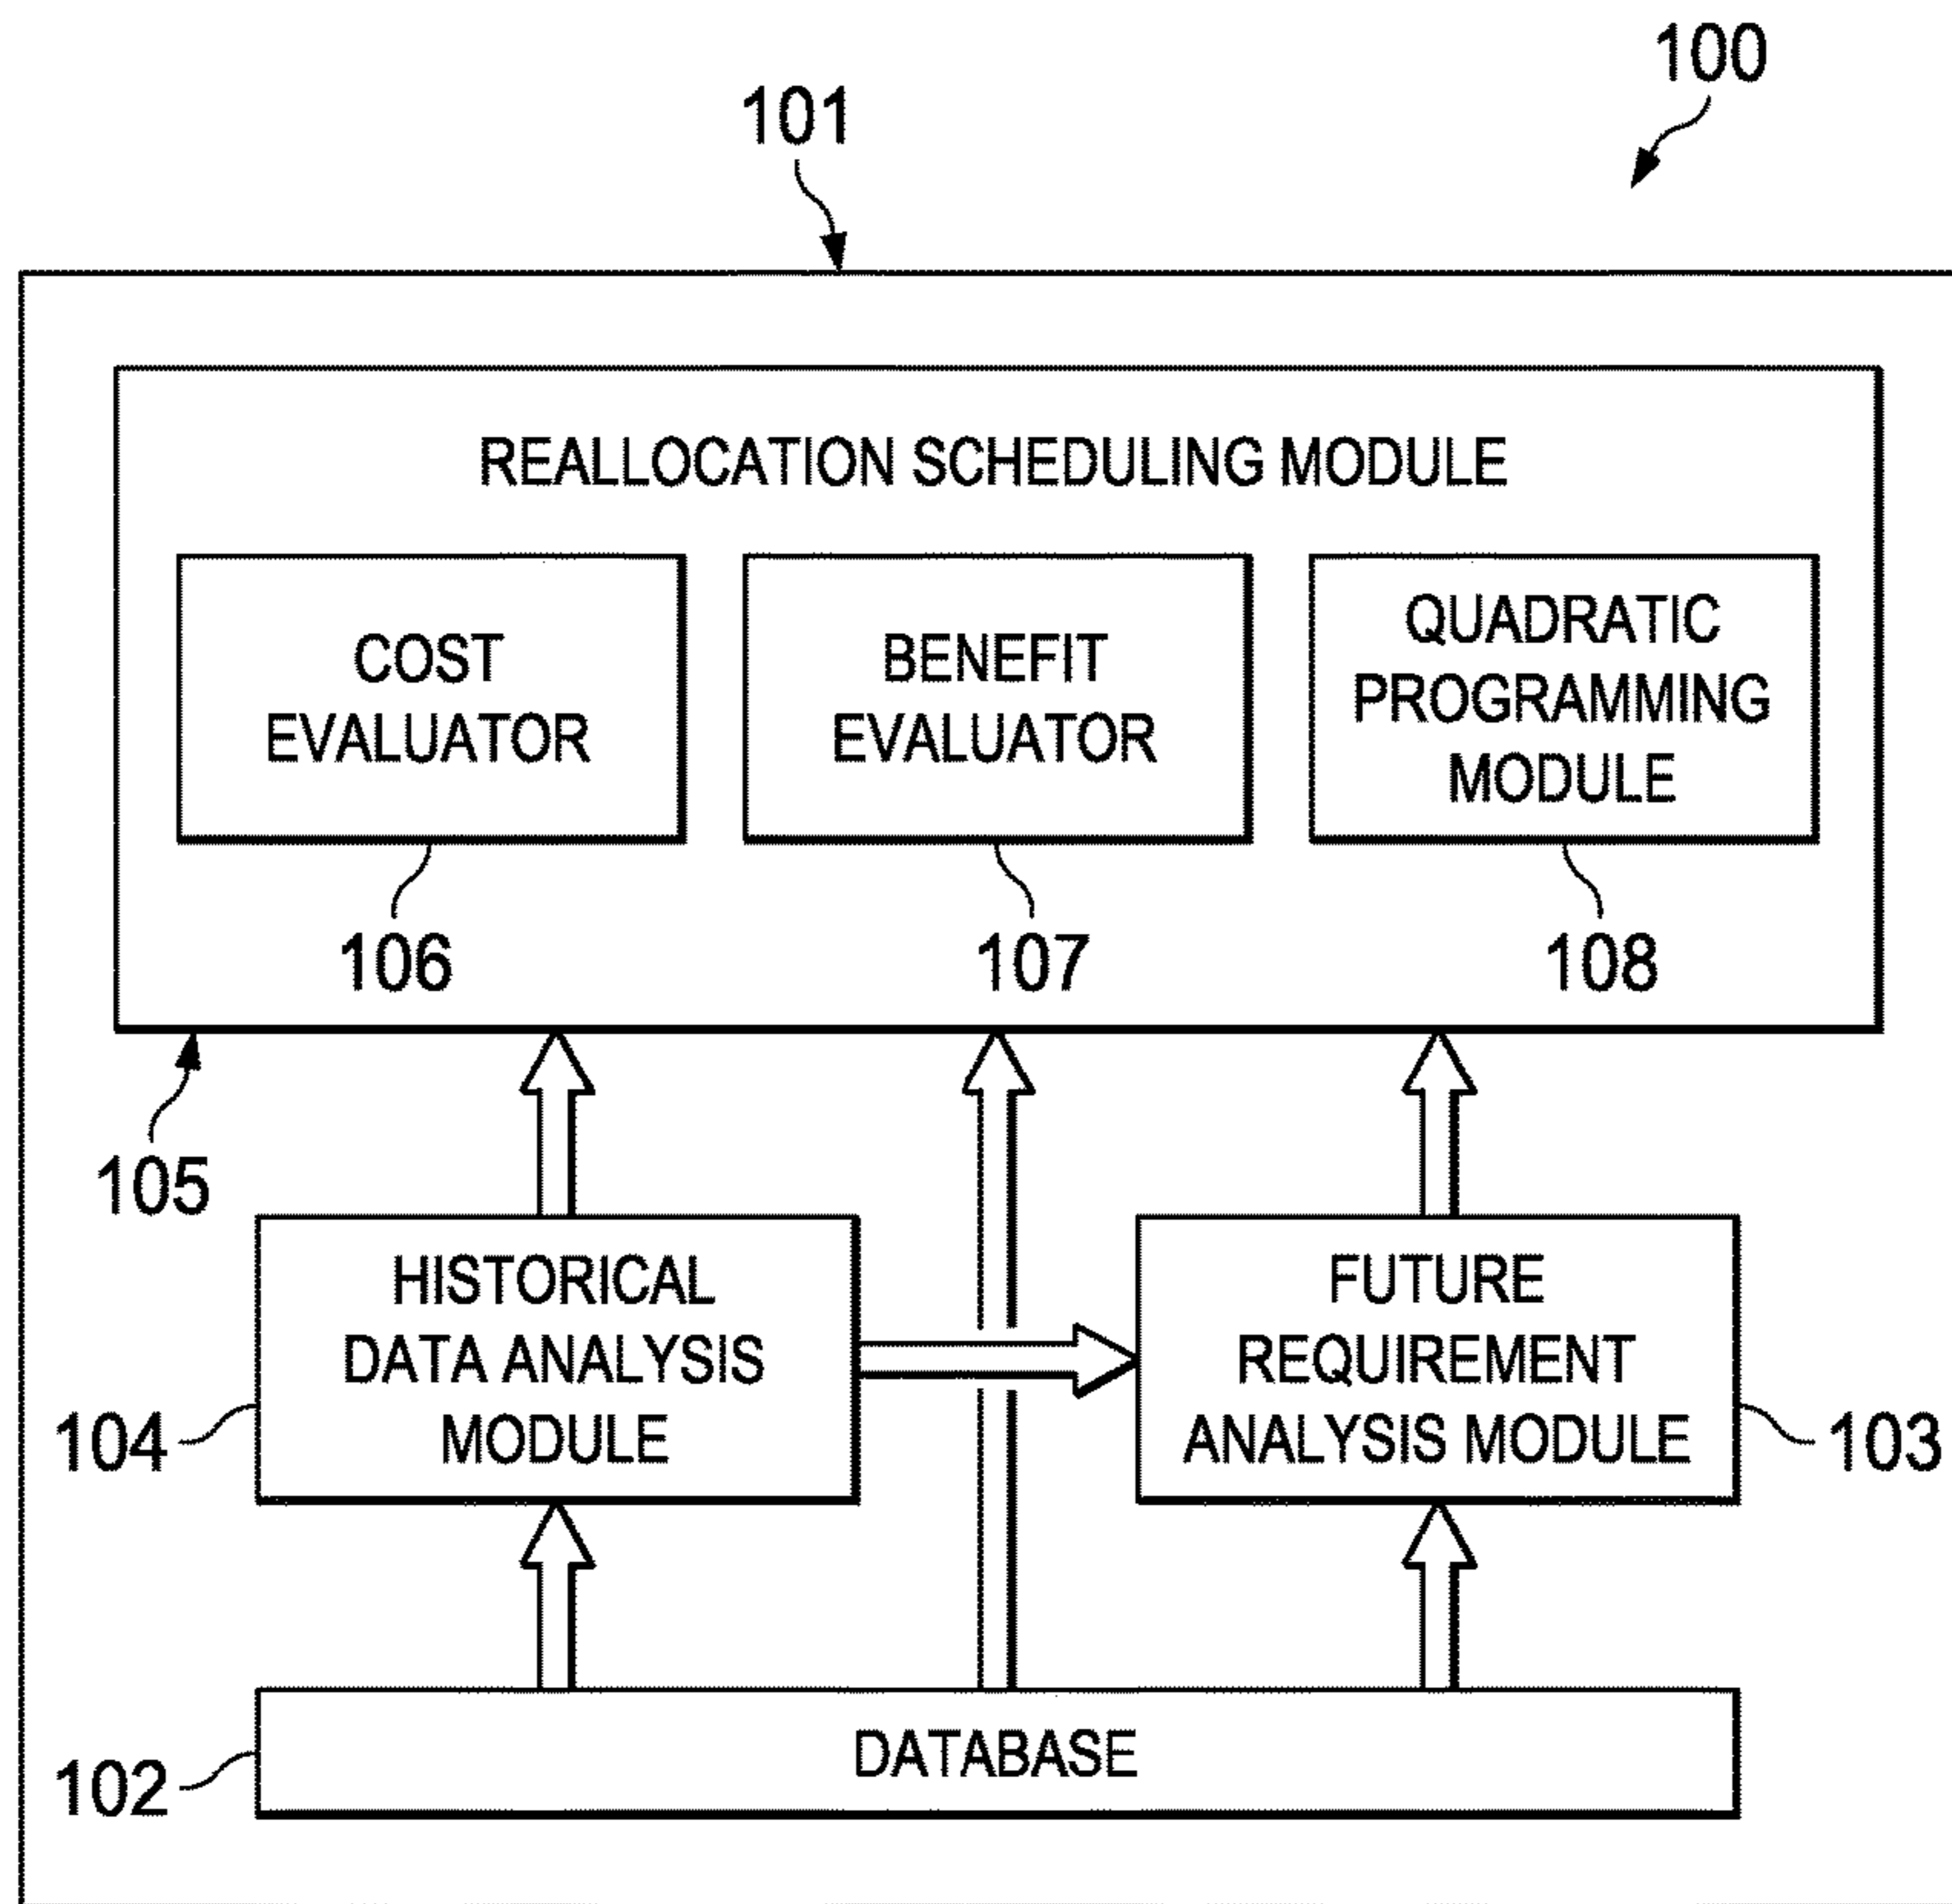 100
101
REALLOCATION SCHEDULING MODULE
COST
EVALUATOR
BENEFIT
EVALUATOR
QUADRATIC
PROGRAMMING
MODULE
106
107
108
105
HISTORICAL
DATA ANALYSIS
MODULE
FUTURE
REQUIREMENT
ANALYSIS MODULE
104
103
DATABASE
102